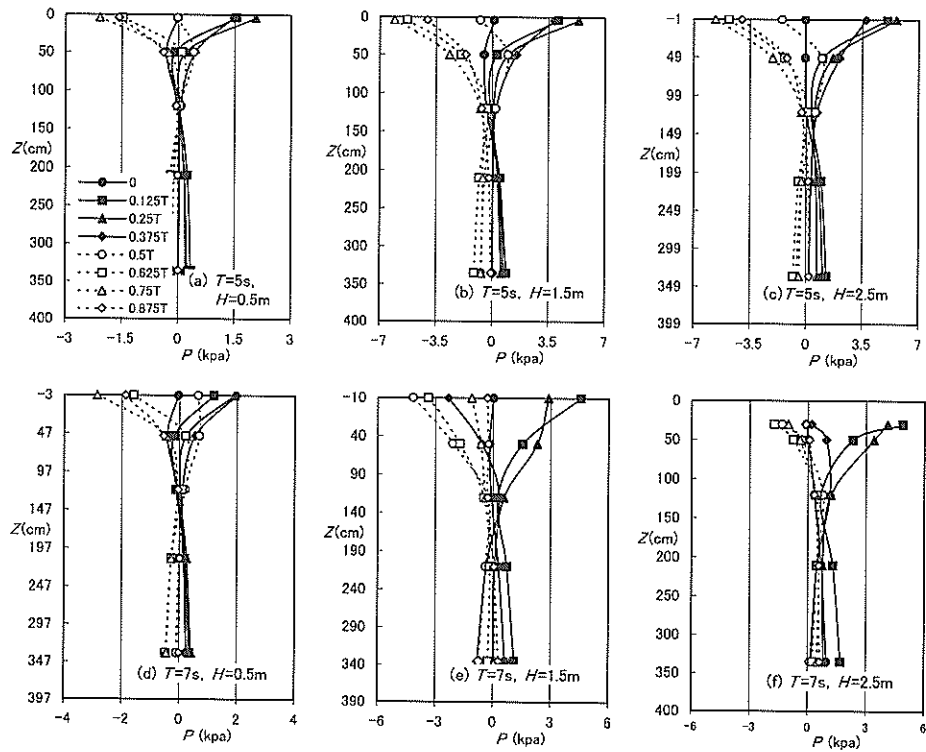 0
50
100
150
Z(cm)
200
250
300
350
400
-3 -1.5 0 1.5 3
P (kpa)
0
0.125T
0.25T
0.375T
0.5T
0.625T
0.75T
0.875T
(a) T=5s,
H=0.5m
0
50
100
150
Z
(cm)
200
250
300
350
400
-7 -3.5 0 3.5 7
P (kpa)
(b) T=5s, H=1.5m
-1
49
99
149
Z
(cm)
199
249
299
349
399
-7 -3.5 0 3.5 7
P (kpa)
(c) T=5s, H=2.5m
-3
47
97
147
Z(cm)
197
247
297
347
397
-4 -2 0 2 4
P (kpa)
(d) T=7s, H=0.5m
-10
40
90
140
Z
(cm)
190
240
290
340
390
-6 -3 0 3 6
P (kpa)
(e) T=7s, H=1.5m
0
50
100
150
Z
(cm)
200
250
300
350
400
-6 -3 0 3 6
P (kpa)
(f) T=7s, H=2.5m